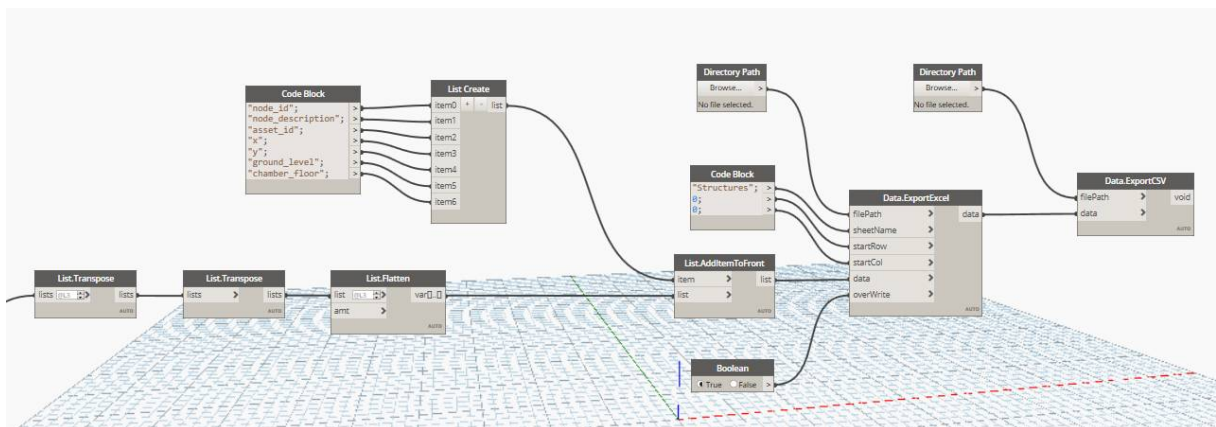 Directory Path
Browse... >
No file selected.
Directory Path
Browse... >
No file selected.
Code Block
"node_id"; >
"node_description"; >
"asset_id"; >
"x"; >
"y"; >
"ground_level"; >
"chamber_floor"; >
List Create
item0 + - list
item1
item2
item3
item4
item5
item6
Code Block
"Structures"; >
0; >
0; >
Data.ExportExcel
filePath > data
sheetName >
startRow >
startCol >
data >
overWrite >
AUTO
Data.ExportCSV
filePath > void
data >
AUTO
List.Transpose
lists @L3 > lists
AUTO
List.Transpose
lists > lists
AUTO
List.Flatten
list @L3 > var[]..[]
amt >
AUTO
List.AddItemToFront
item > list
list >
AUTO
Boolean
True False >